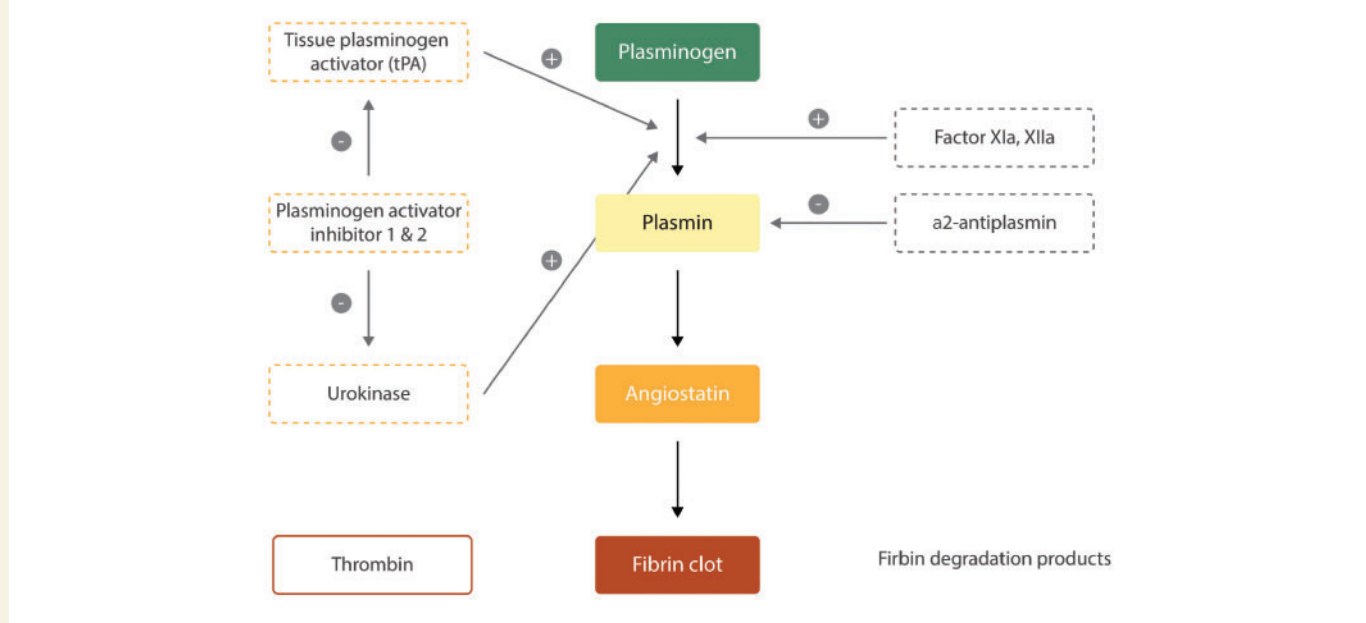 Tissue plasminogen
activator (tPA)
+
Plasminogen
+
Factor XIa, XIIa
-
Plasminogen activator
inhibitor 1 & 2
Plasmin
-
a2-antiplasmin
+
-
Urokinase
Angiostatin
Thrombin
Fibrin clot
Firbin degradation products